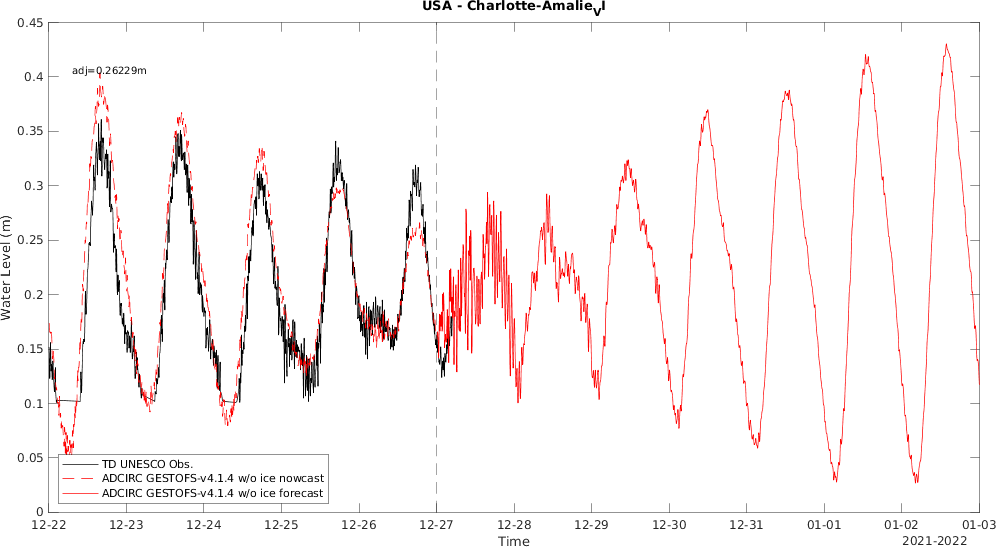 USA - Charlotte-AmalieVI
0.45
adj=0.26229m
0.4
0.35
0.3
0.25
Water Level (m)
0.2
0.15
0.1
0.05
0
TD UNESCO Obs.
ADCIRC GESTOFS-v4.1.4 w/o ice nowcast
ADCIRC GESTOFS-v4.1.4 w/o ice forecast
12-22 12-23 12-24 12-25 12-26 12-27 12-28 12-29 12-30 12-31 01-01 01-02 01-03
Time
2021-2022